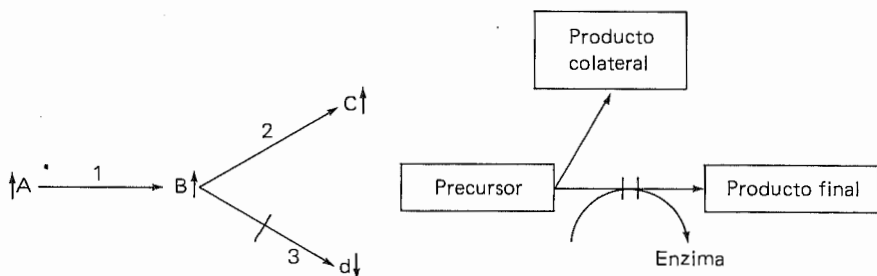 Producto
colateral
C↑
2
1
↑A
B↑
Precursor
Producto final
3
d↓
Enzima